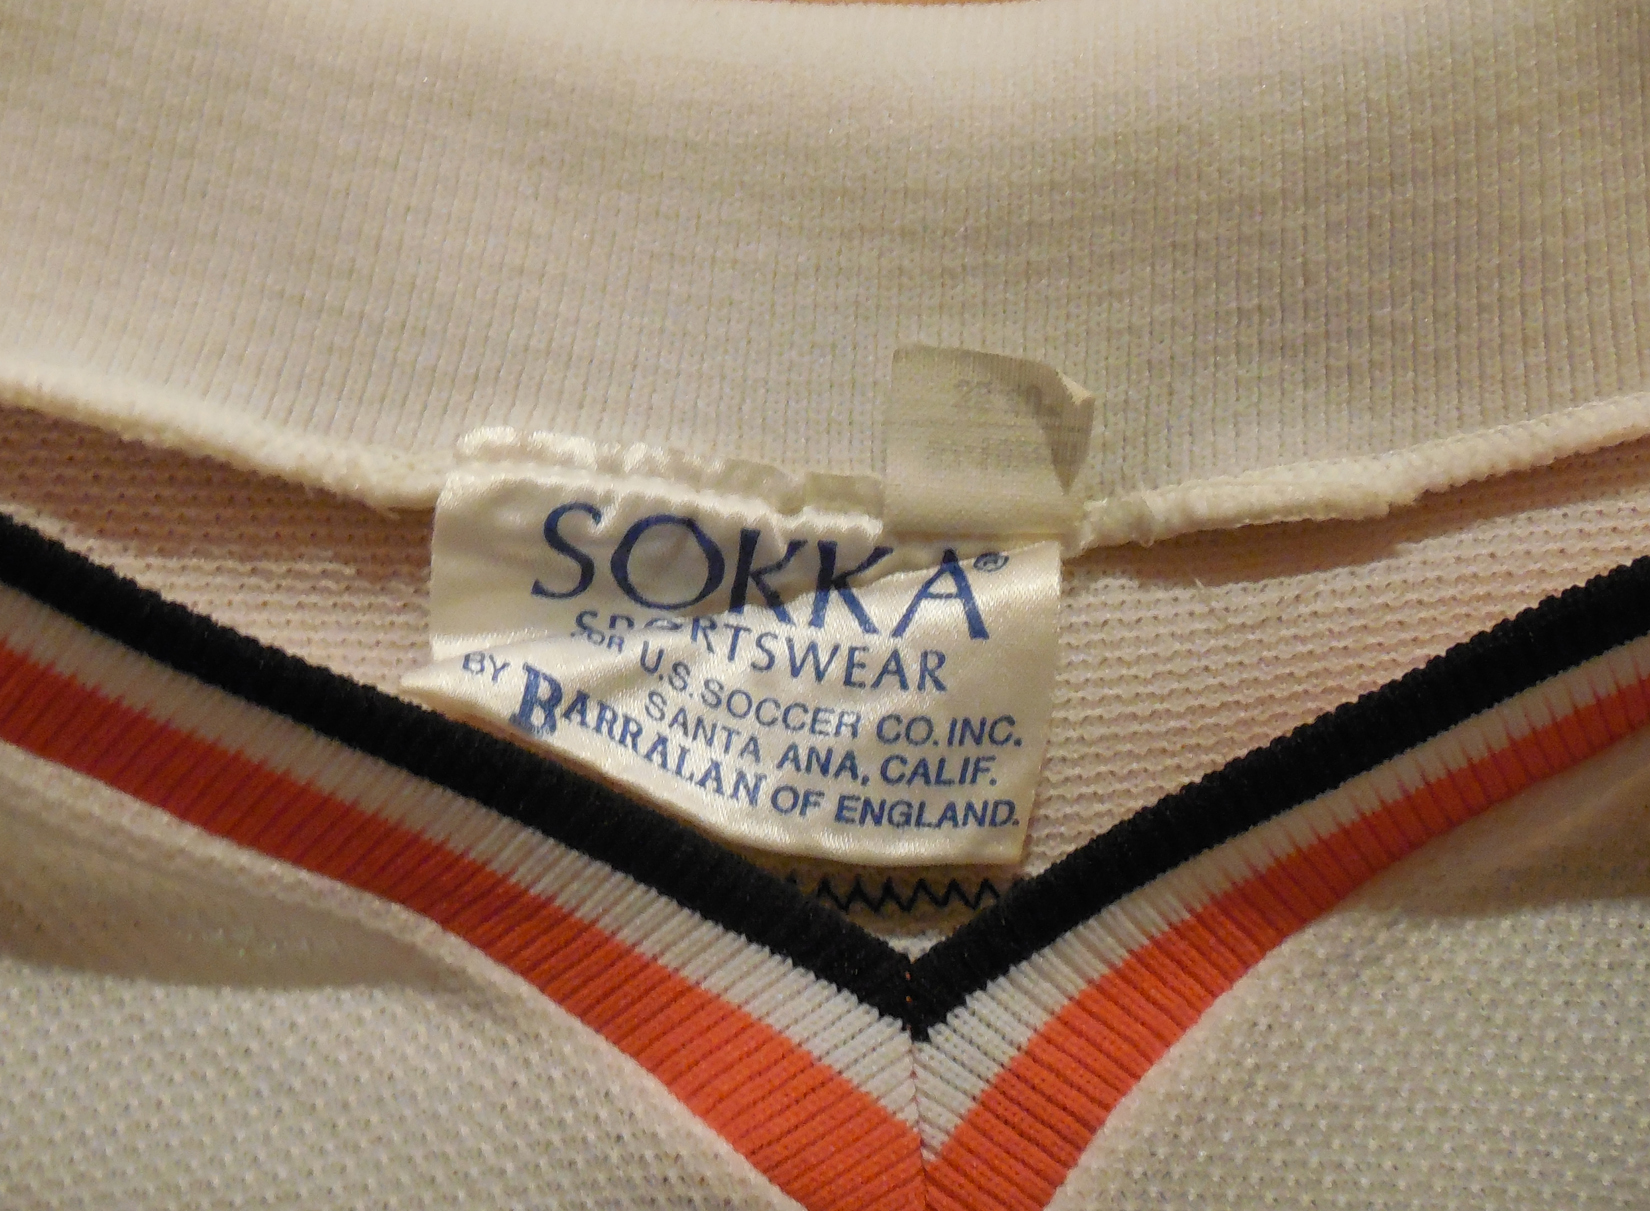 SOKKA®
SPORTSWEAR
FOR U.S. SOCCER CO. INC.
SANTA ANA, CALIF.
BY BARRALAN OF ENGLAND.